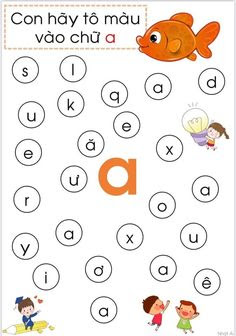 Con hãy tô màu
vào chữ a
s l
q a d
u k
e ă e
ư a
r o a
y a x u
i ơ a ê